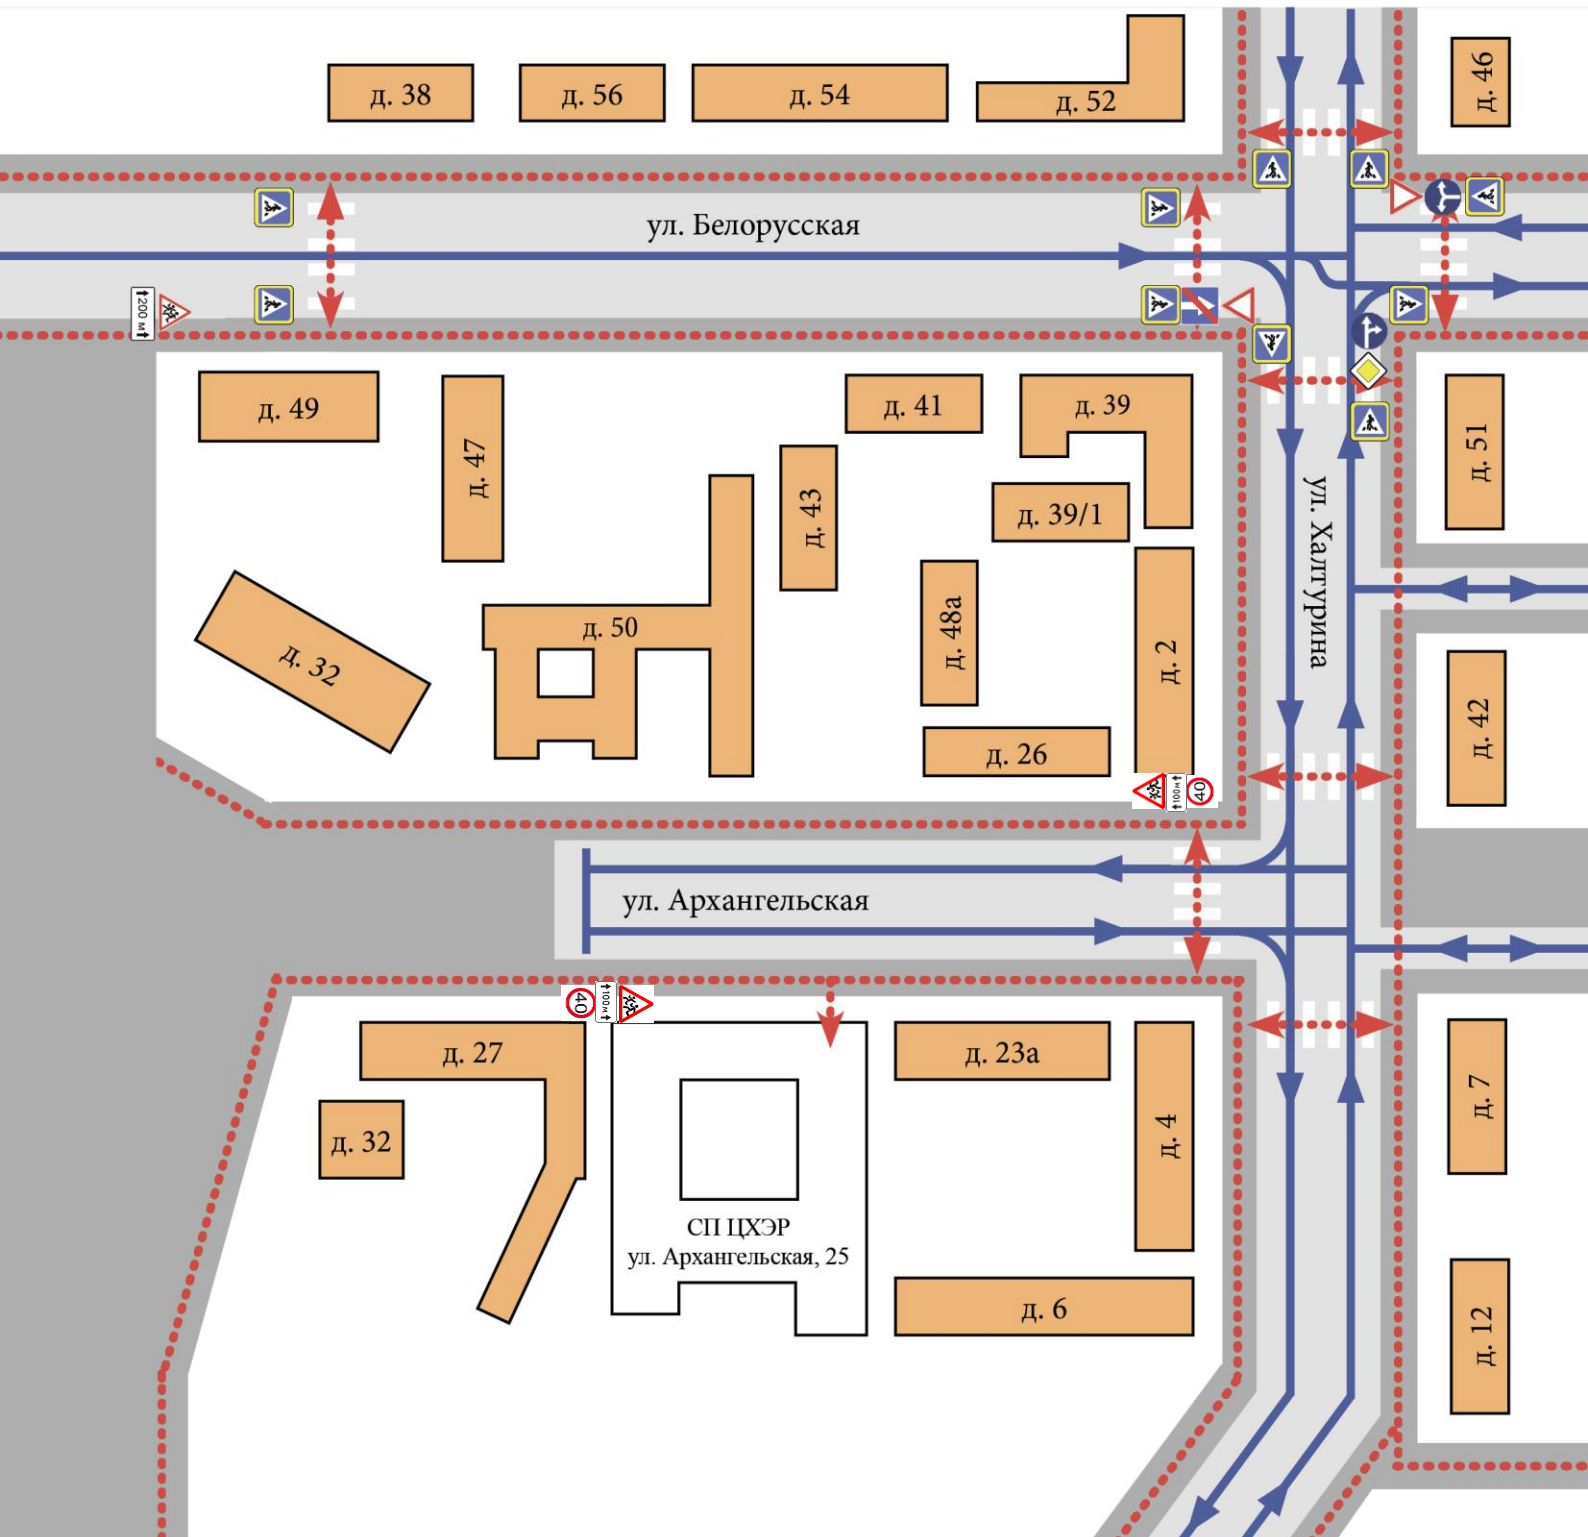 д. 38
д. 56
д. 54
д. 52
д. 46
ул. Белорусская
200 м
д. 49
д. 47
д. 41
д. 39
д. 43
д. 39/1
д. 51
ул. Халтурина
д. 50
д. 48а
д. 2
д. 32
д. 26
д. 42
100 м
40
ул. Архангельская
40
100 м
д. 27
д. 23а
д. 32
д. 4
д. 7
СП ЦХЭР
ул. Архангельская, 25
д. 6
д. 12